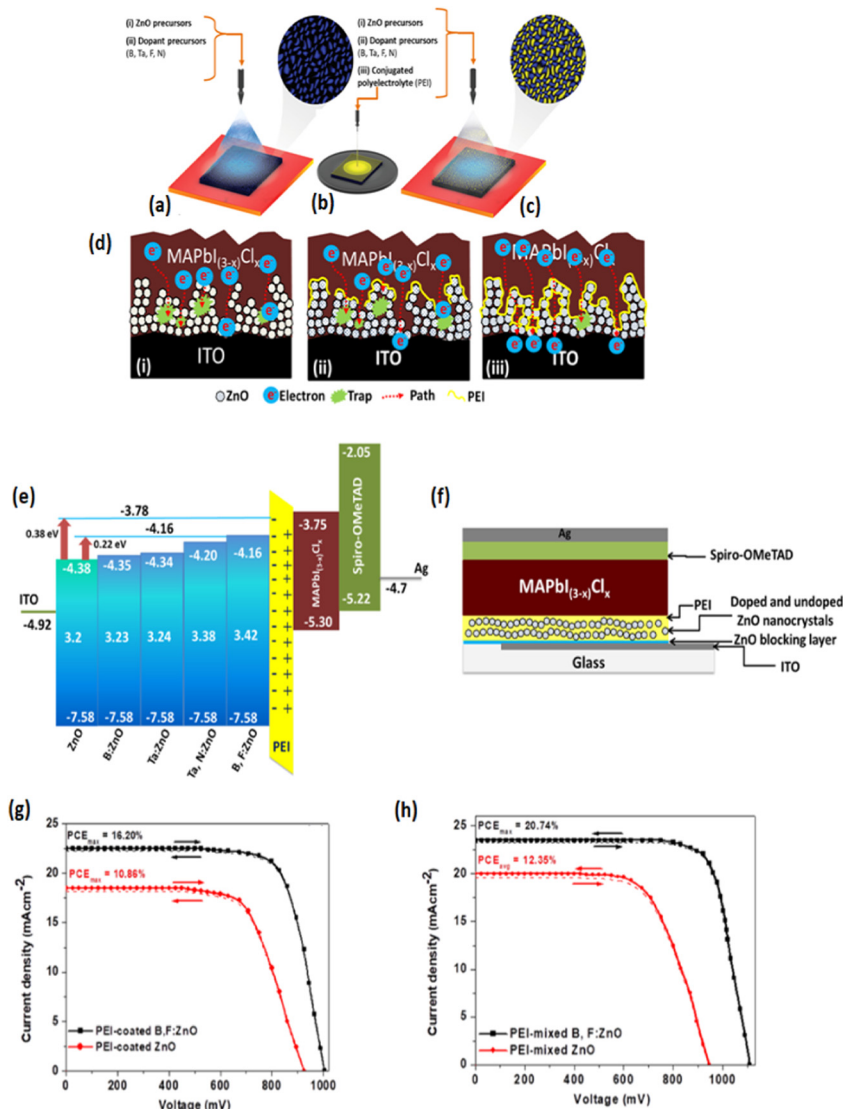 (i) ZnO precursors
(ii) Dopant precursors
(B, Ta, F, N)
(i) ZnO precursors
(ii) Dopant precursors
(B, Ta, F, N)
(iii) Conjugated
polyelectrolyte (PEI)
(a)
(b)
(c)
(d)
MAPbI(3-x)Clx
e⁻ e⁻ e⁻ e⁻ e⁻ e⁻ e⁻
ITO
(i)
MAPbI(3-x)Clx
e⁻ e⁻ e⁻ e⁻ e⁻ e⁻ e⁻
ITO
(ii)
MAPbI(3-x)Cl
e⁻ e⁻ e⁻ e⁻ e⁻ e⁻ e⁻ e⁻ e⁻ e⁻
ITO
(iii)
ZnO e⁻ Electron Trap Path PEI
(e)
-2.05
Spiro-OMeTAD
-5.22
-3.78
-4.16
0.38 eV
0.22 eV
-3.75
MAPbI(3-x)Clx
-5.30
Ag
-4.7
ITO
-4.92
-4.38 -4.35 -4.34 -4.20 -4.16
3.2 3.23 3.24 3.38 3.42
-7.58 -7.58 -7.58 -7.58 -7.58
ZnO
B:ZnO
Ta:ZnO
Ta, N:ZnO
B, F:ZnO
PEI
(f)
Ag
Spiro-OMeTAD
MAPbI(3-x)Clx
PEI
Doped and undoped
ZnO nanocrystals
ZnO blocking layer
ITO
Glass
(g)
PCEmax = 16.20%
PCEmax = 10.86%
25
20
15
10
5
0
Current density (mAcm-2)
PEI-coated B,F:ZnO
PEI-coated ZnO
0 200 400 600 800 1000
Voltage (mV)
(h)
PCEmax = 20.74%
PCEavg = 12.35%
25
20
15
10
5
0
Current density (mAcm-2)
PEI-mixed B, F:ZnO
PEI-mixed ZnO
0 200 400 600 800 1000
Voltage (mV)